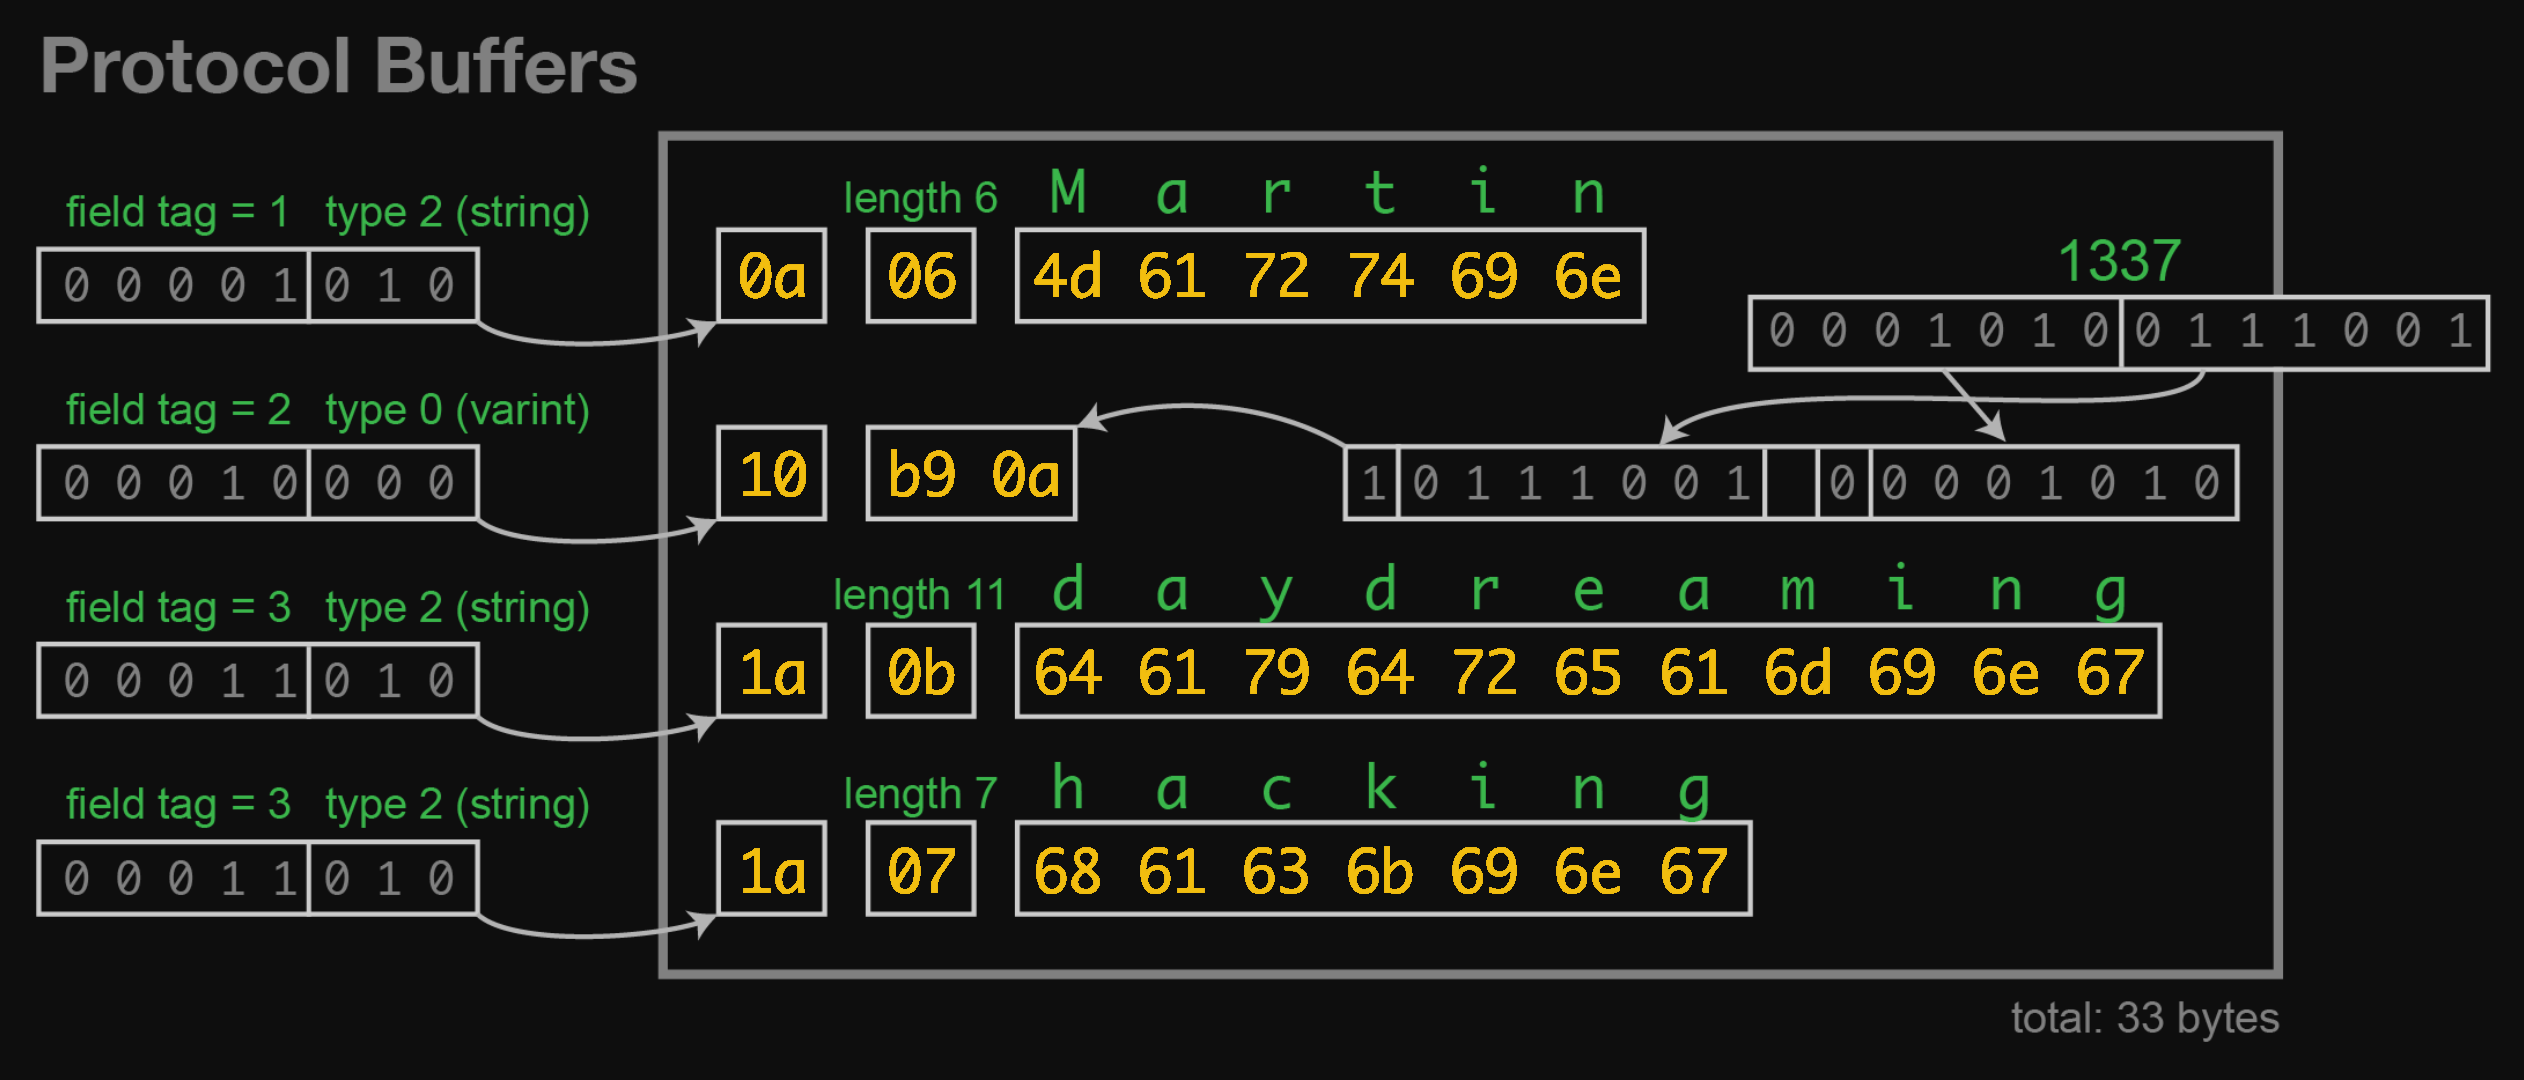 Protocol Buffers
field tag = 1 type 2 (string)
0 0 0 0 1 0 1 0
length 6 M a r t i n
0a 06 4d 61 72 74 69 6e
1337
0 0 0 1 0 1 0 0 1 1 1 0 0 1
field tag = 2 type 0 (varint)
0 0 0 1 0 0 0 0
10 b9 0a
1 0 1 1 1 0 0 1 0 0 0 0 1 0 1 0
field tag = 3 type 2 (string)
0 0 0 1 1 0 1 0
length 11 d a y d r e a m i n g
1a 0b 64 61 79 64 72 65 61 6d 69 6e 67
field tag = 3 type 2 (string)
0 0 0 1 1 0 1 0
length 7 h a c k i n g
1a 07 68 61 63 6b 69 6e 67
total: 33 bytes